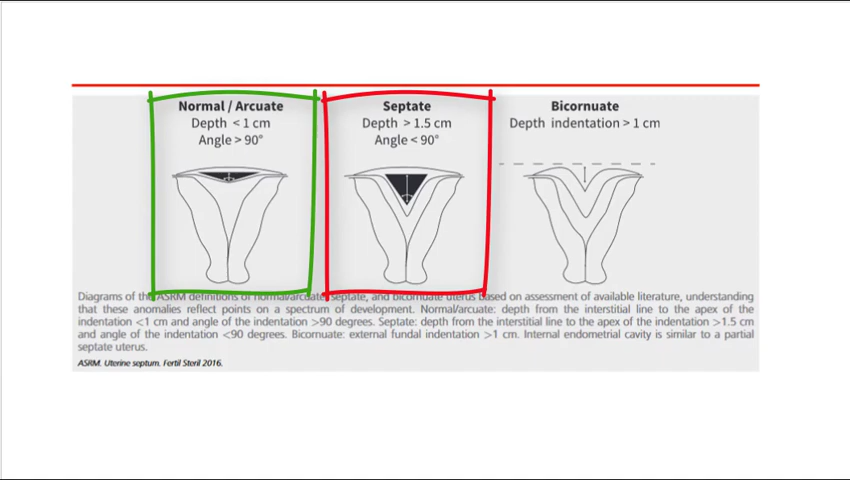 Normal / Arcuate
Depth < 1 cm
Angle > 90°
Septate
Depth > 1.5 cm
Angle < 90°
Bicornuate
Depth indentation > 1 cm
Diagrams of the ASRM definitions of normal/arcuate, septate, and bicornuate uterus based on assessment of available literature, understanding
that these anomalies reflect points on a spectrum of development. Normal/arcuate: depth from the interstitial line to the apex of the
indentation <1 cm and angle of the indentation >90 degrees. Septate: depth from the interstitial line to the apex of the indentation >1.5 cm
and angle of the indentation <90 degrees. Bicornuate: external fundal indentation >1 cm. Internal endometrial cavity is similar to a partial
septate uterus.
ASRM. Uterine septum. Fertil Steril 2016.